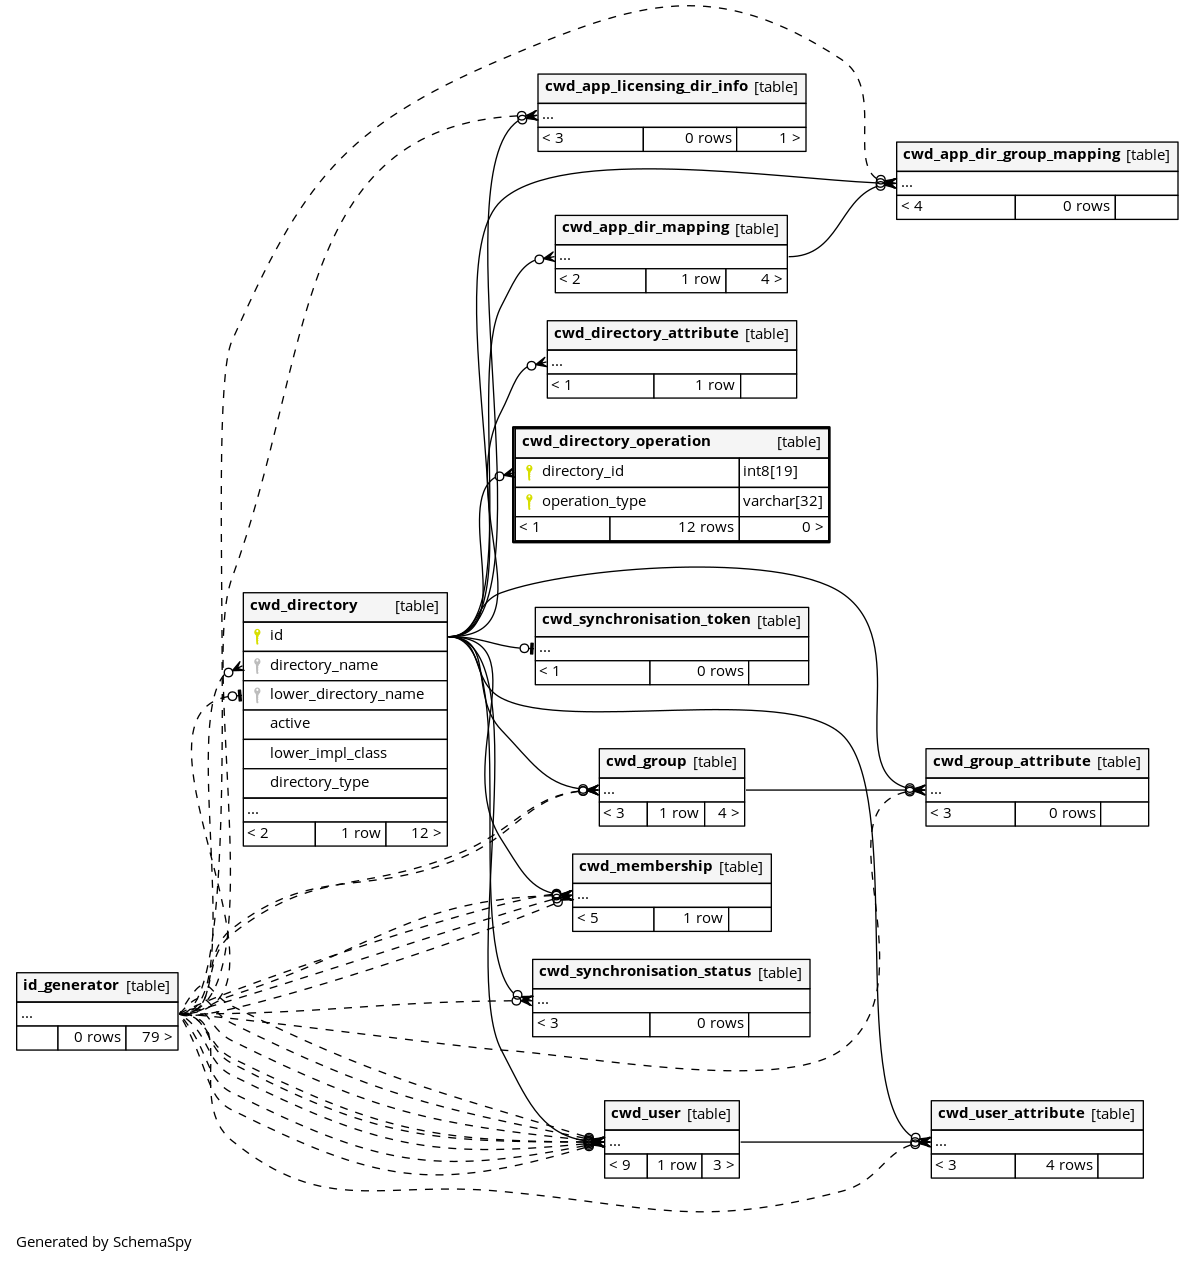 cwd_app_licensing_dir_info [table]
...
< 3 0 rows 1 >
cwd_app_dir_group_mapping [table]
...
< 4 0 rows
cwd_app_dir_mapping [table]
...
< 2 1 row 4 >
cwd_directory_attribute [table]
...
< 1 1 row
cwd_directory_operation [table]
directory_id int8[19]
operation_type varchar[32]
< 1 12 rows 0 >
cwd_directory [table]
id
directory_name
lower_directory_name
active
lower_impl_class
directory_type
...
< 2 1 row 12 >
cwd_synchronisation_token [table]
...
< 1 0 rows
cwd_group [table]
...
< 3 1 row 4 >
cwd_group_attribute [table]
...
< 3 0 rows
cwd_membership [table]
...
< 5 1 row
cwd_synchronisation_status [table]
...
< 3 0 rows
id_generator [table]
...
0 rows 79 >
cwd_user [table]
...
< 9 1 row 3 >
cwd_user_attribute [table]
...
< 3 4 rows
Generated by SchemaSpy